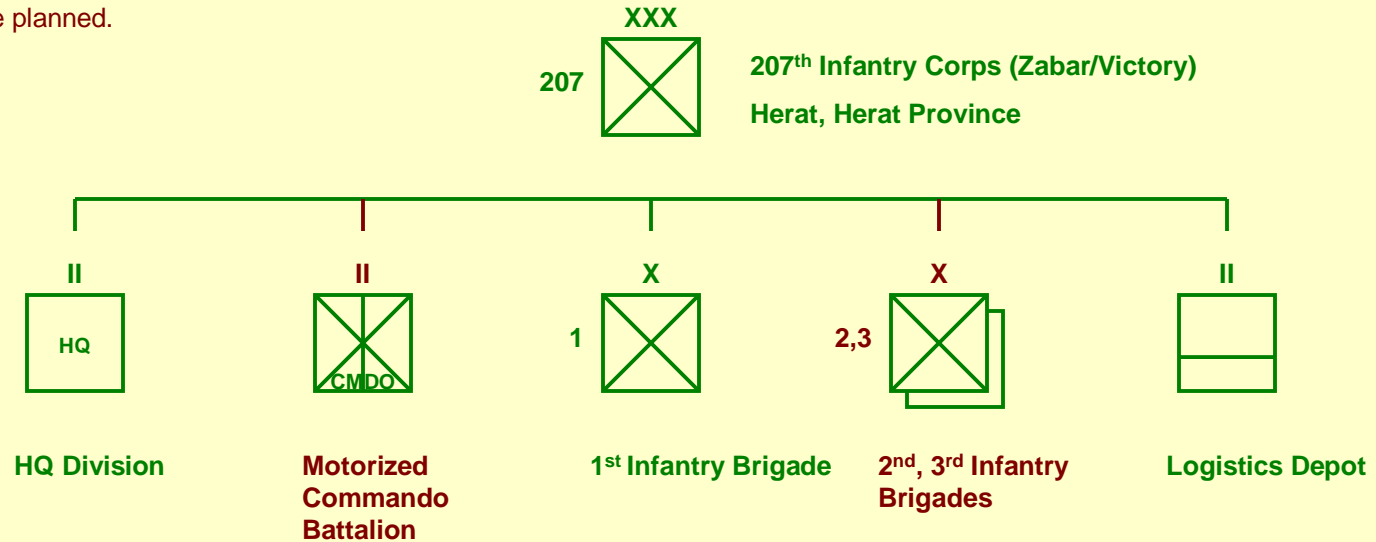 e planned.
XXX
207
207th Infantry Corps (Zabar/Victory)
Herat, Herat Province
II
II
X
X
II
HQ
CMDO
1
2,3
HQ Division
Motorized
Commando
Battalion
1st Infantry Brigade
2nd, 3rd Infantry
Brigades
Logistics Depot